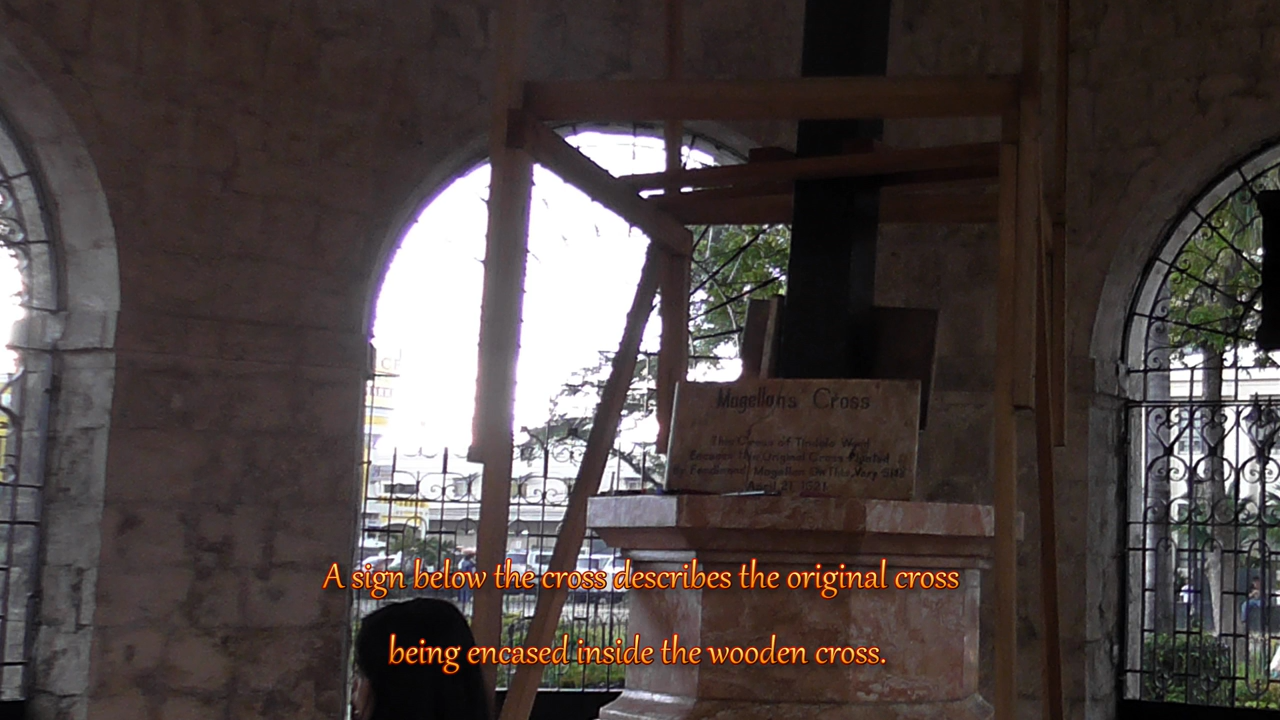 Magellans Cross
This Cross of Tindalo Wood
Encases the Original Cross Planted
by Ferdinand Magellan On This Very Site
April 21, 1521
A sign below the cross describes the original cross
being encased inside the wooden cross.